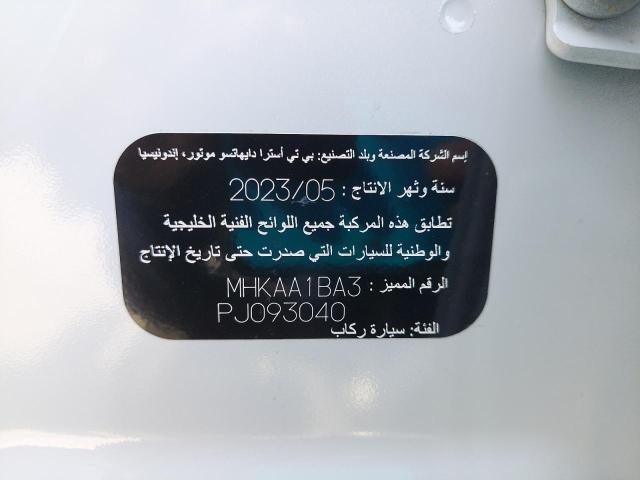 إسم الشركة المصنعة وبلد التصنيع: بي تي أسترا دايهاتسو موتور، إندونيسيا
سنة وثهر الانتاج : 2023/05
تطابق هذه المركبة جميع اللوائح الفنية الخليجية
والوطنية للسيارات التي صدرت حتى تاريخ الإنتاج
الرقم المميز : MHKAA1BA3
PJ093040
الفئة: سيارة ركاب